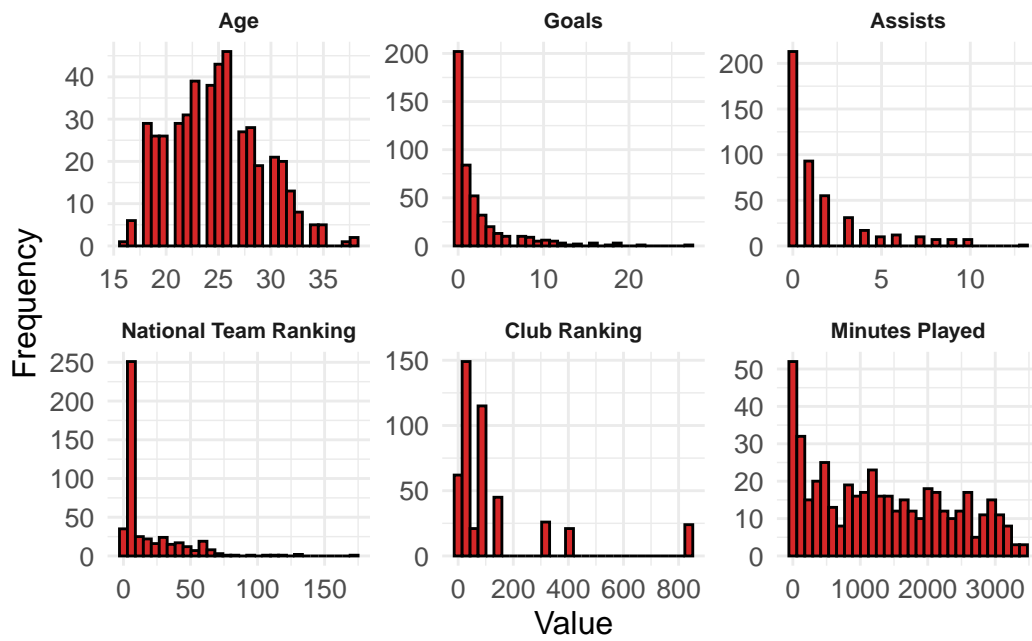 Age
Goals
Assists
0
10
20
30
40
15 20 25 30 35
0
50
100
150
200
0 10 20
0
50
100
150
200
0 5 10
National Team Ranking
Club Ranking
Minutes Played
0
50
100
150
200
250
0 50 100 150
0
50
100
150
0 200 400 600 800
0
10
20
30
40
50
0 1000 2000 3000
Value
Frequency